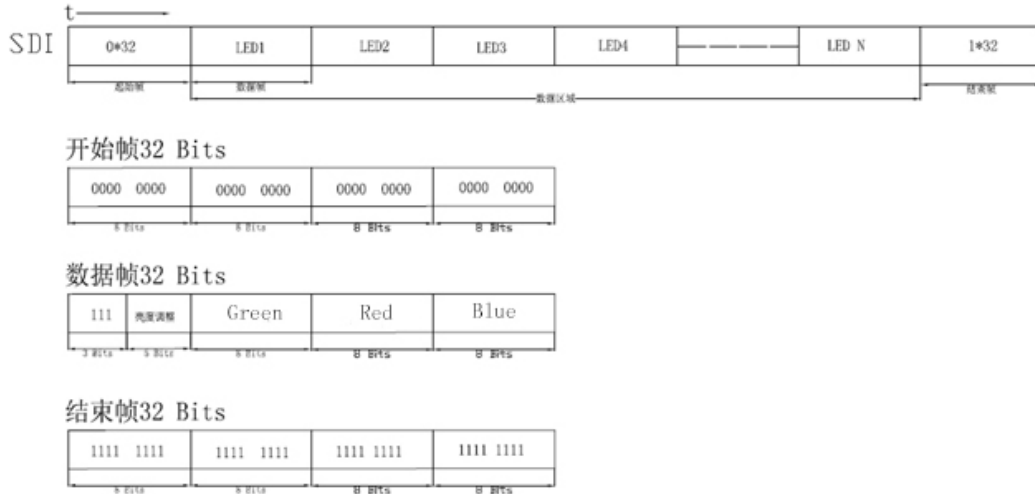 t
SDI 0*32 LED1 LED2 LED3 LED4 LED N 1*32
起始帧 数据帧 数据区域 结束帧
开始帧32 Bits
0000 0000 0000 0000 0000 0000 0000 0000
8 Bits 8 Bits 8 Bits 8 Bits
数据帧32 Bits
111 亮度调整 Green Red Blue
3 Bits 5 Bits 8 Bits 8 Bits 8 Bits
结束帧32 Bits
1111 1111 1111 1111 1111 1111 1111 1111
8 Bits 8 Bits 8 Bits 8 Bits